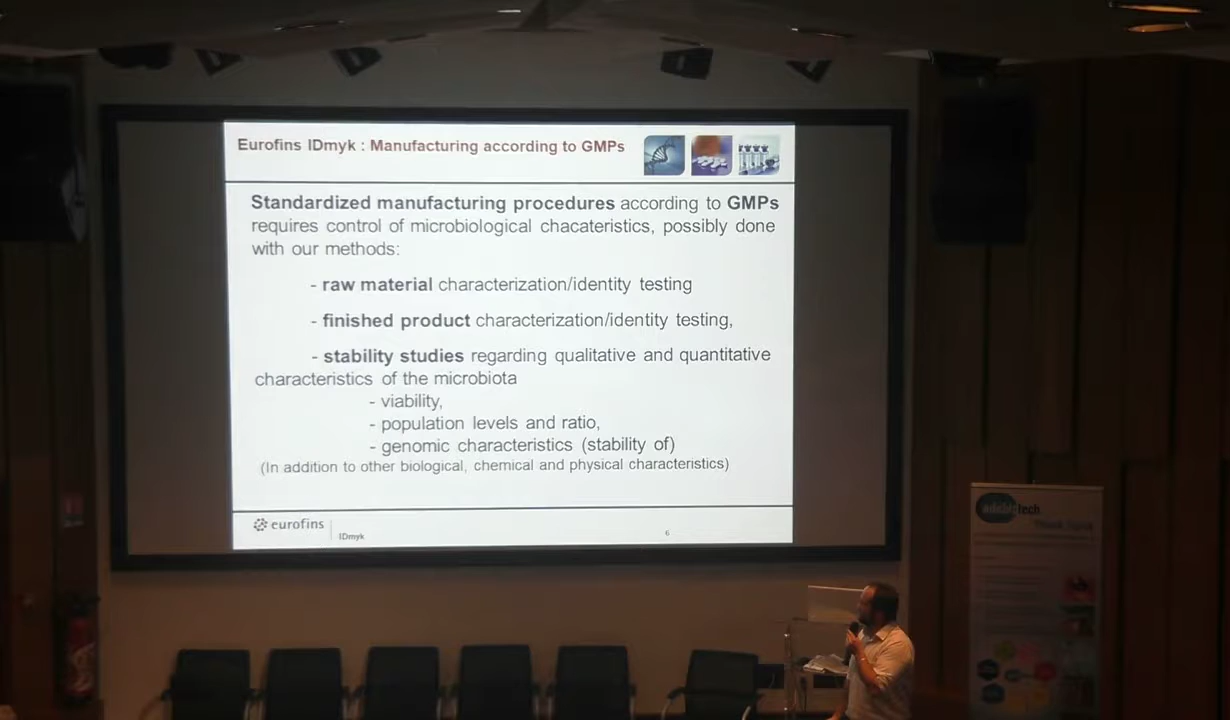 Eurofins IDmyk : Manufacturing according to GMPs
Standardized manufacturing procedures according to GMPs
requires control of microbiological chacateristics, possibly done
with our methods:
- raw material characterization/identity testing
- finished product characterization/identity testing,
- stability studies regarding qualitative and quantitative
characteristics of the microbiota
- viability,
- population levels and ratio,
- genomic characteristics (stability of)
(In addition to other biological, chemical and physical characteristics)
eurofins
IDmyk
6